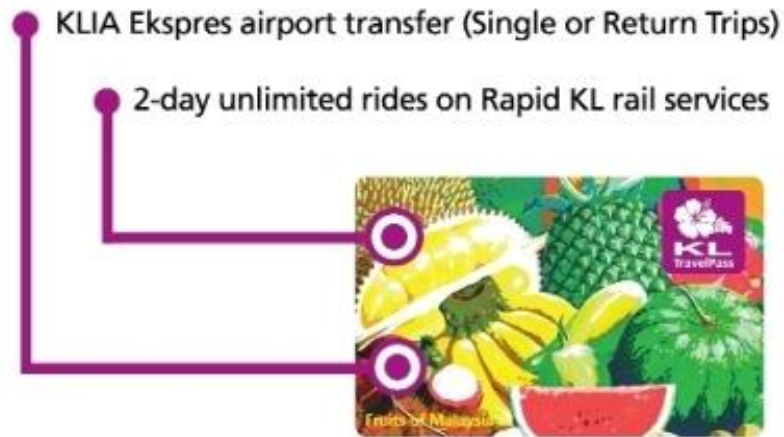 KLIA Ekspres airport transfer (Single or Return Trips)
2-day unlimited rides on Rapid KL rail services
KL
TravelPass
Fruits of Malaysia